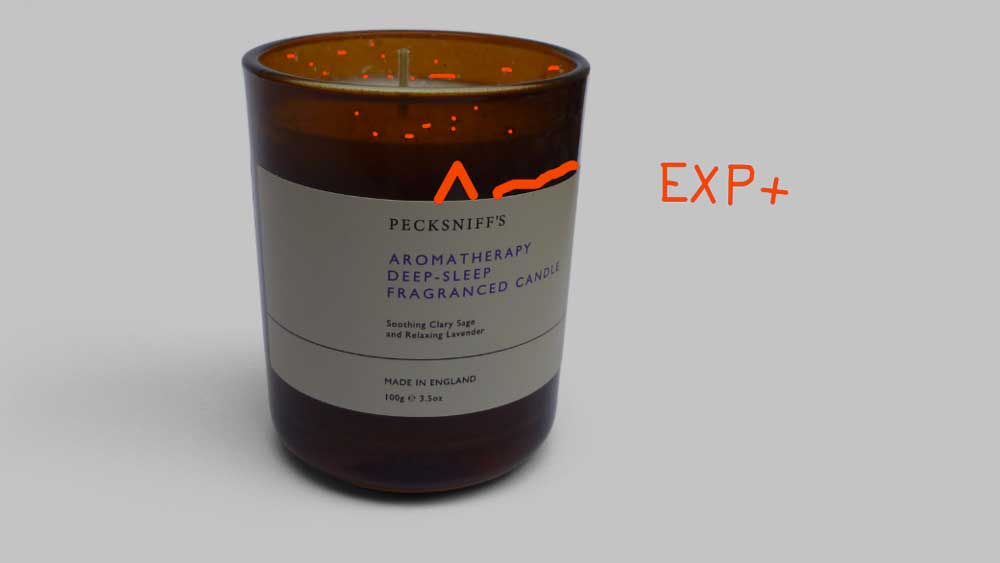 EXP+
PECKSNIFF'S
AROMATHERAPY
DEEP-SLEEP
FRAGRANCED CANDLE
Soothing Clary Sage
and Relaxing Lavender
MADE IN ENGLAND
100g ℮ 3.5oz